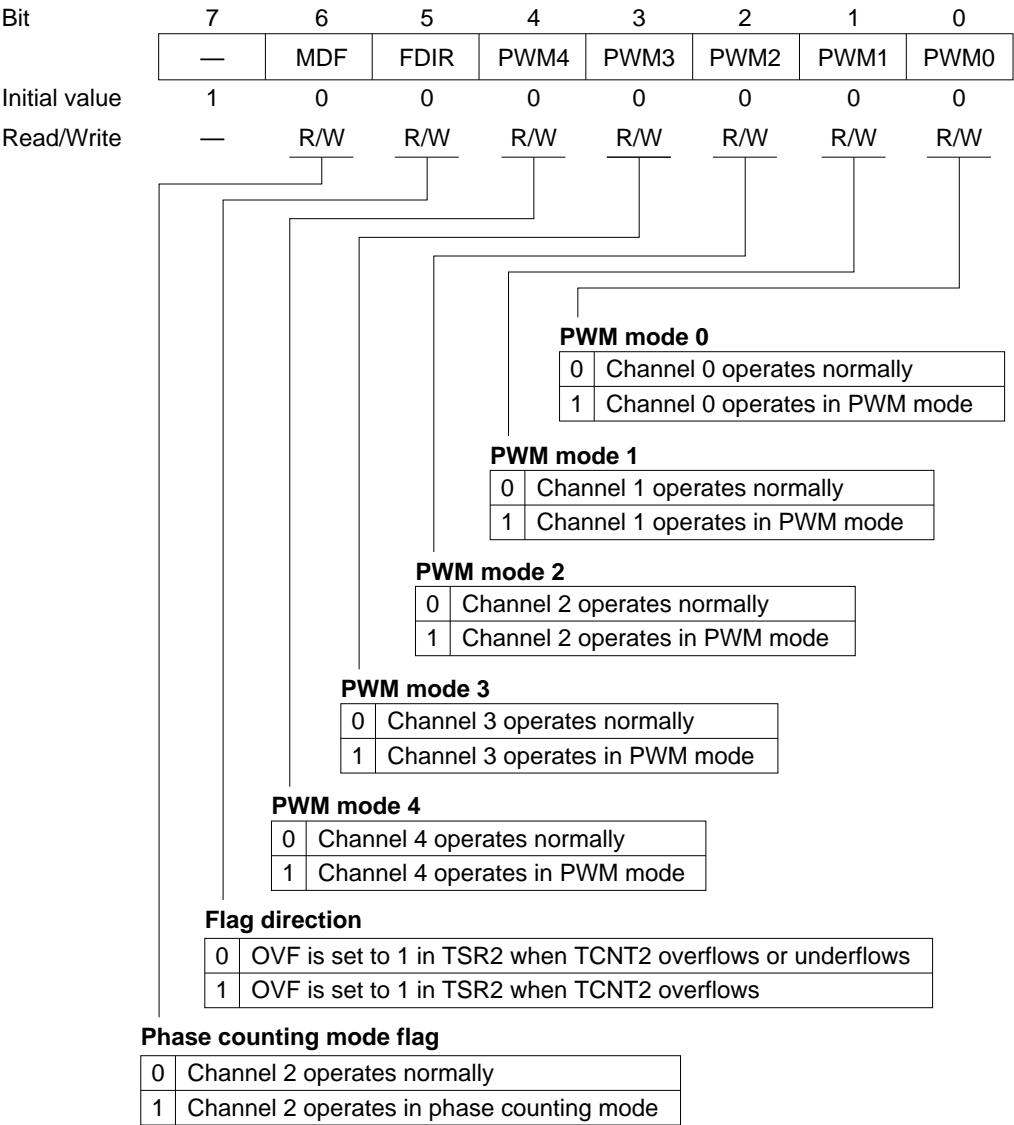 Bit 7 6 5 4 3 2 1 0
— MDF FDIR PWM4 PWM3 PWM2 PWM1 PWM0
Initial value 1 0 0 0 0 0 0 0
Read/Write — R/W R/W R/W R/W R/W R/W R/W
PWM mode 0
0 Channel 0 operates normally
1 Channel 0 operates in PWM mode
PWM mode 1
0 Channel 1 operates normally
1 Channel 1 operates in PWM mode
PWM mode 2
0 Channel 2 operates normally
1 Channel 2 operates in PWM mode
PWM mode 3
0 Channel 3 operates normally
1 Channel 3 operates in PWM mode
PWM mode 4
0 Channel 4 operates normally
1 Channel 4 operates in PWM mode
Flag direction
0 OVF is set to 1 in TSR2 when TCNT2 overflows or underflows
1 OVF is set to 1 in TSR2 when TCNT2 overflows
Phase counting mode flag
0 Channel 2 operates normally
1 Channel 2 operates in phase counting mode